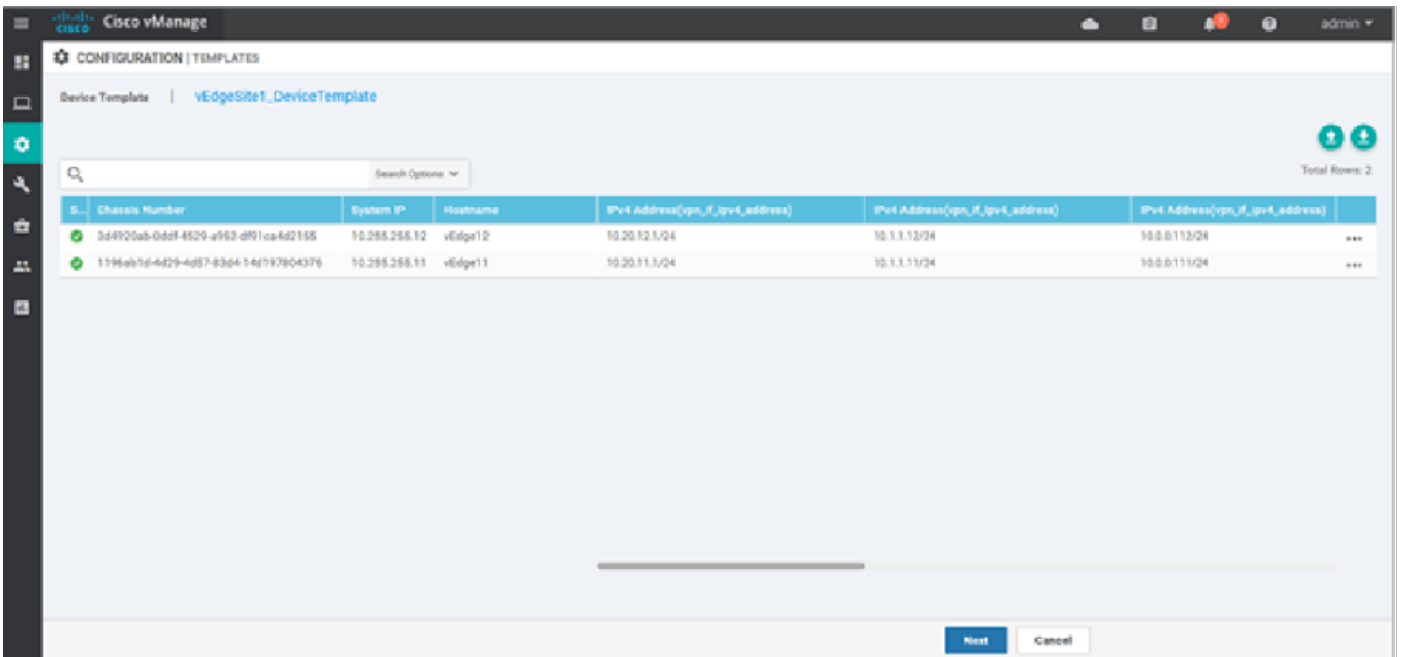 CISCO Cisco vManage admin
CONFIGURATION | TEMPLATES
Device Template | vEdgeSite1_DeviceTemplate
Search Options
Total Rows: 2
S... Chassis Number System IP Hostname IPv4 Address(vpn_if_ipv4_address) IPv4 Address(vpn_if_ipv4_address) IPv4 Address(vpn_if_ipv4_address)
10.255.255.12 vEdge12 10.20.12.1/24 10.1.1.12/24 10.0.0.112/24 •••
10.255.255.11 vEdge11 10.20.11.1/24 10.1.1.11/24 10.0.0.111/24 •••
Next Cancel